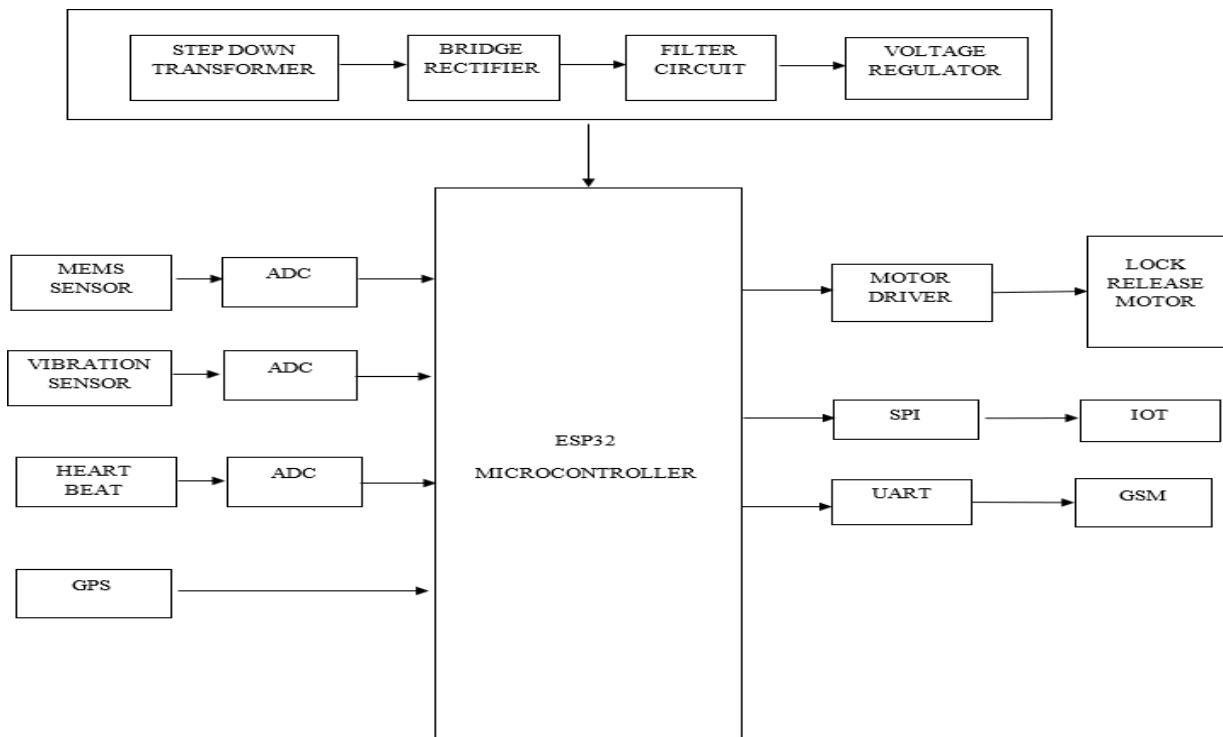 STEP DOWN
TRANSFORMER
BRIDGE
RECTIFIER
FILTER
CIRCUIT
VOLTAGE
REGULATOR
MEMS
SENSOR
ADC
VIBRATION
SENSOR
ADC
HEART
BEAT
ADC
GPS
ESP32
MICROCONTROLLER
MOTOR
DRIVER
LOCK
RELEASE
MOTOR
SPI
IOT
UART
GSM